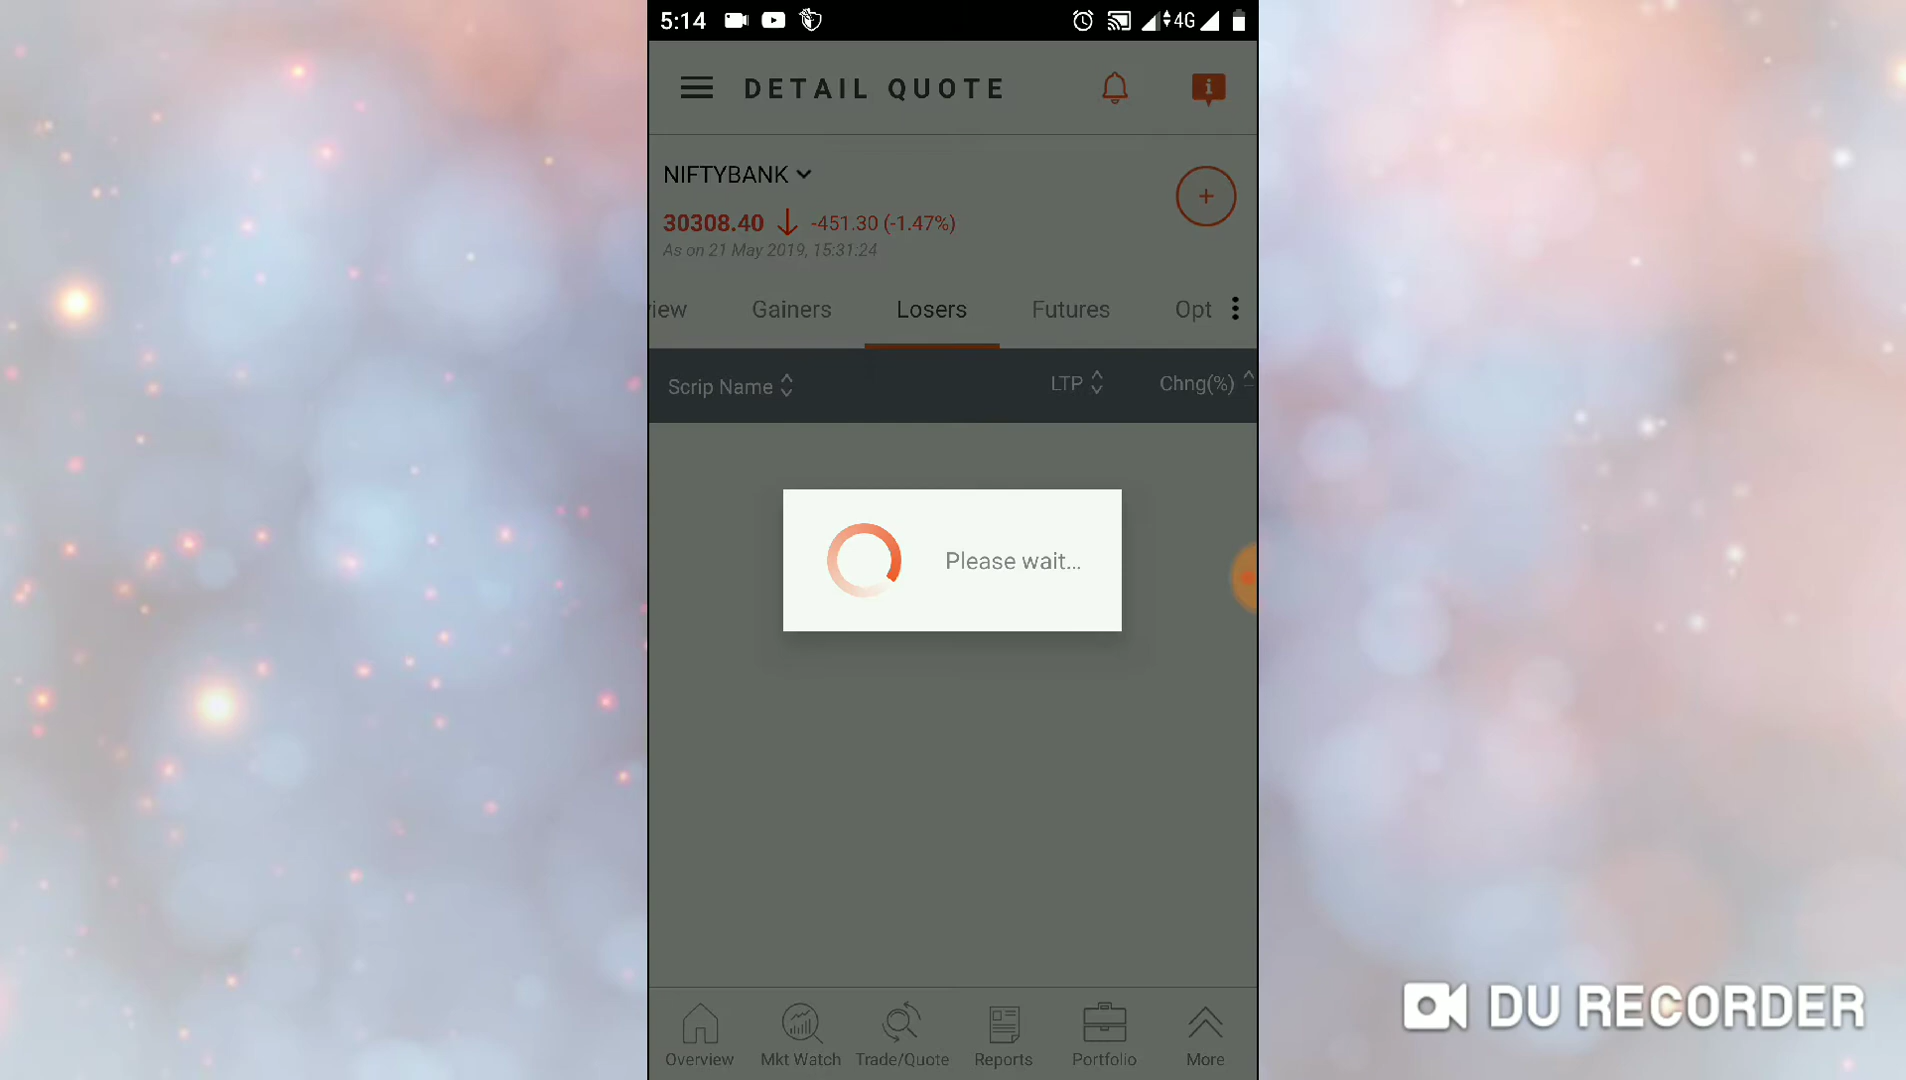 5:14 4G
DETAIL QUOTE
NIFTYBANK
+
30308.40 -451.30 (-1.47%)
As on 21 May 2019, 15:31:24
iew Gainers Losers Futures Opt
Scrip Name LTP Chng(%)
Please wait...
Overview Mkt Watch Trade/Quote Reports Portfolio More
DU RECORDER